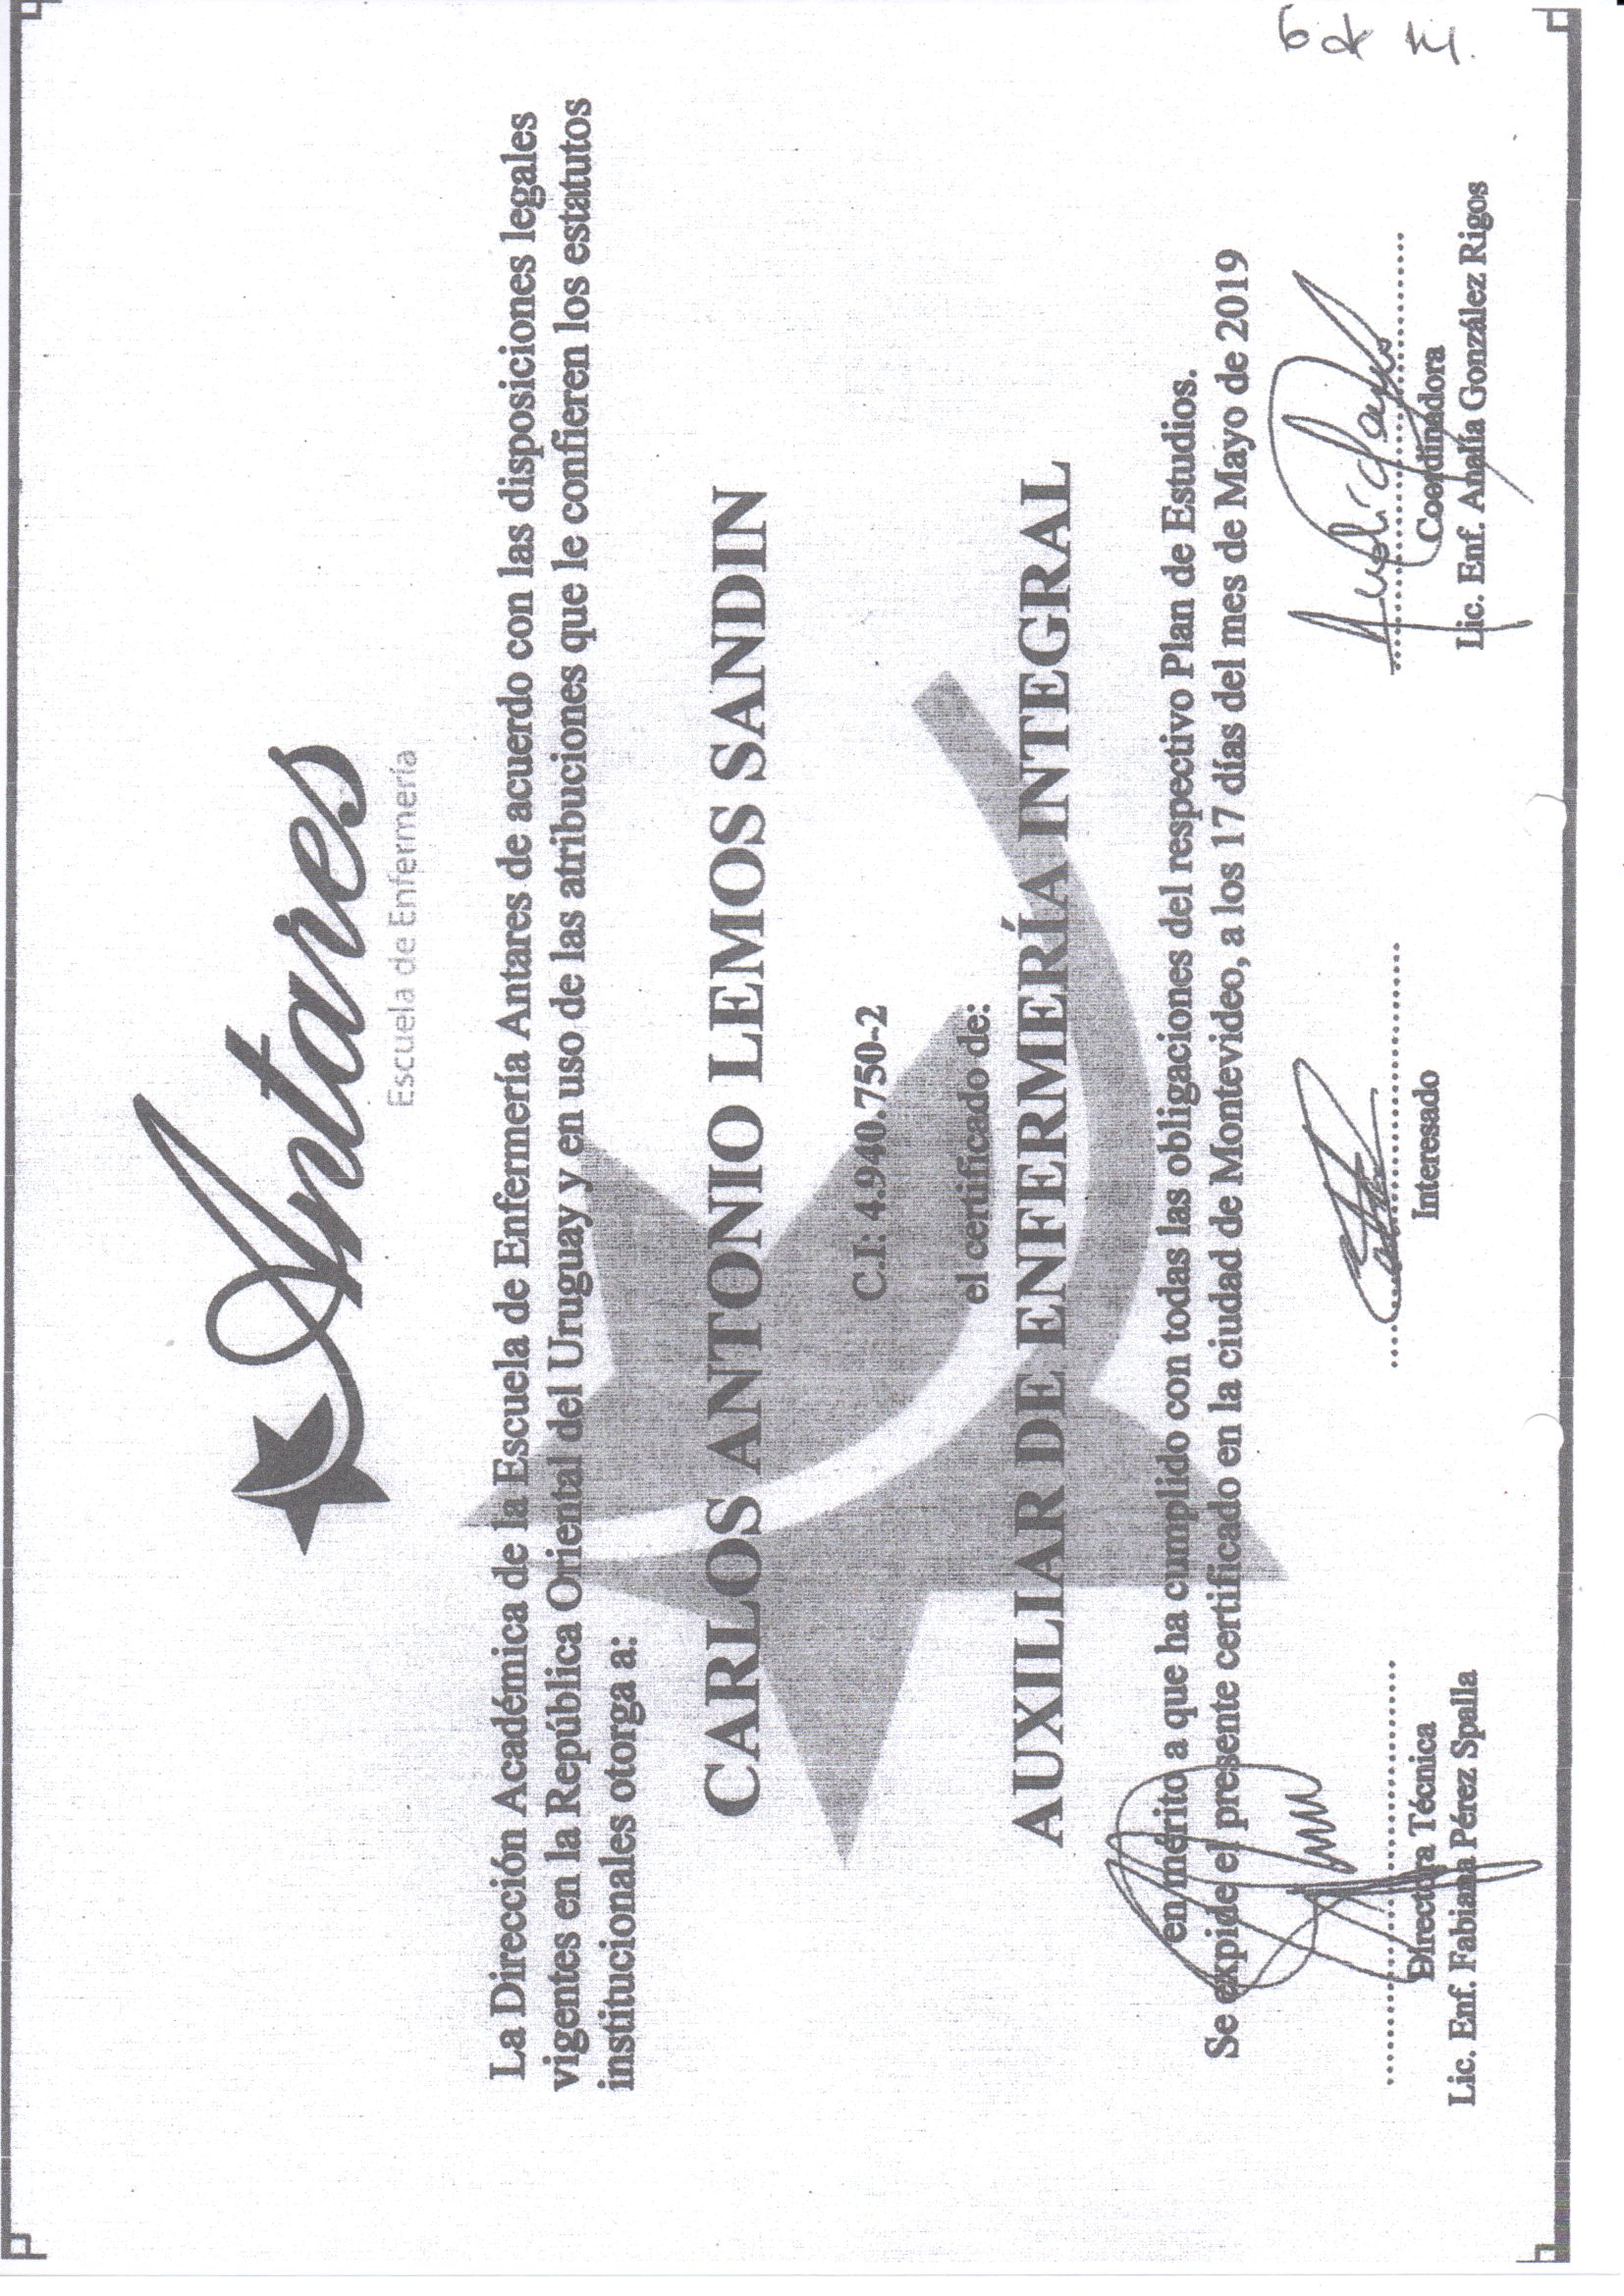 Antares
Escuela de Enfermería
La Dirección Académica de la Escuela de Enfermería Antares de acuerdo con las disposiciones legales
vigentes en la República Oriental del Uruguay y en uso de las atribuciones que le confieren los estatutos
institucionales otorga a:
CARLOS ANTONIO LEMOS SANDIN
C.I: 4.940.750-2
el certificado de:
AUXILIAR DE ENFERMERÍA INTEGRAL
en mérito a que ha cumplido con todas las obligaciones del respectivo Plan de Estudios.
Se expide el presente certificado en la ciudad de Montevideo, a los 17 días del mes de Mayo de 2019
Directora Técnica
Lic. Enf. Fabiana Pérez Spalla
Interesado
Coordinadora
Lic. Enf. Analía González Rigos